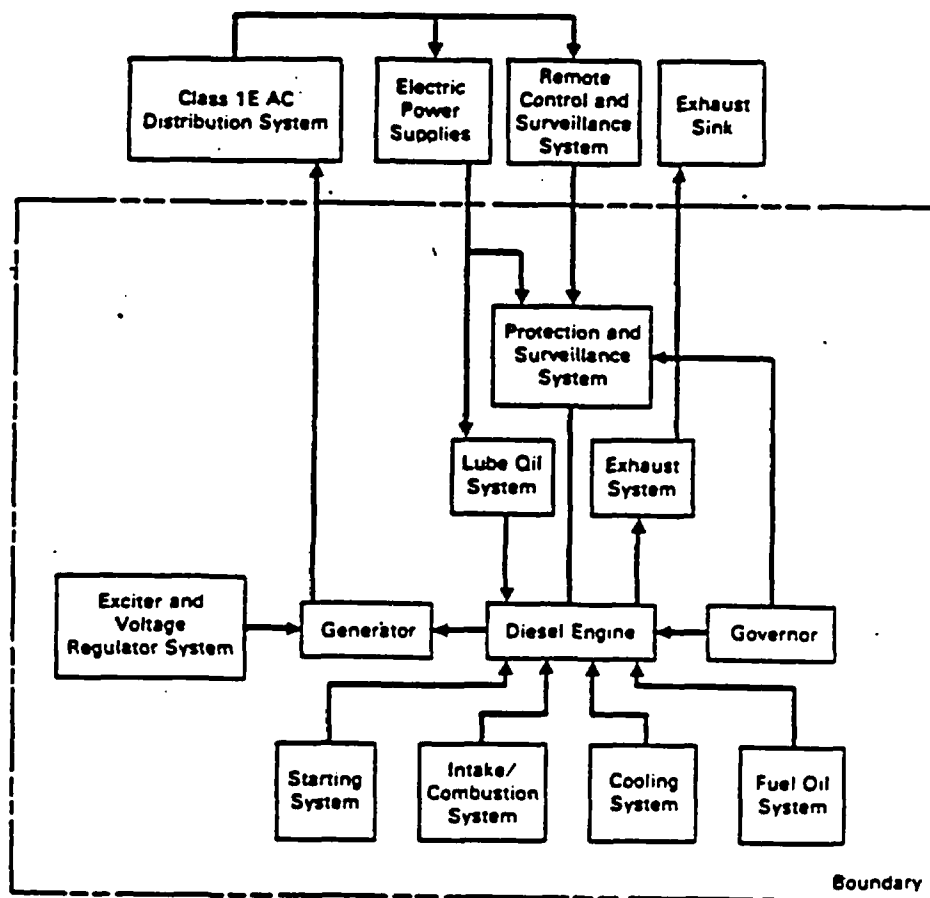 Class 1E AC
Distribution System
Electric
Power
Supplies
Remote
Control and
Surveillance
System
Exhaust
Sink
Protection and
Surveillance
System
Lube Oil
System
Exhaust
System
Exciter and
Voltage
Regulator System
Generator
Diesel Engine
Governor
Starting
System
Intake/
Combustion
System
Cooling
System
Fuel Oil
System
Boundary